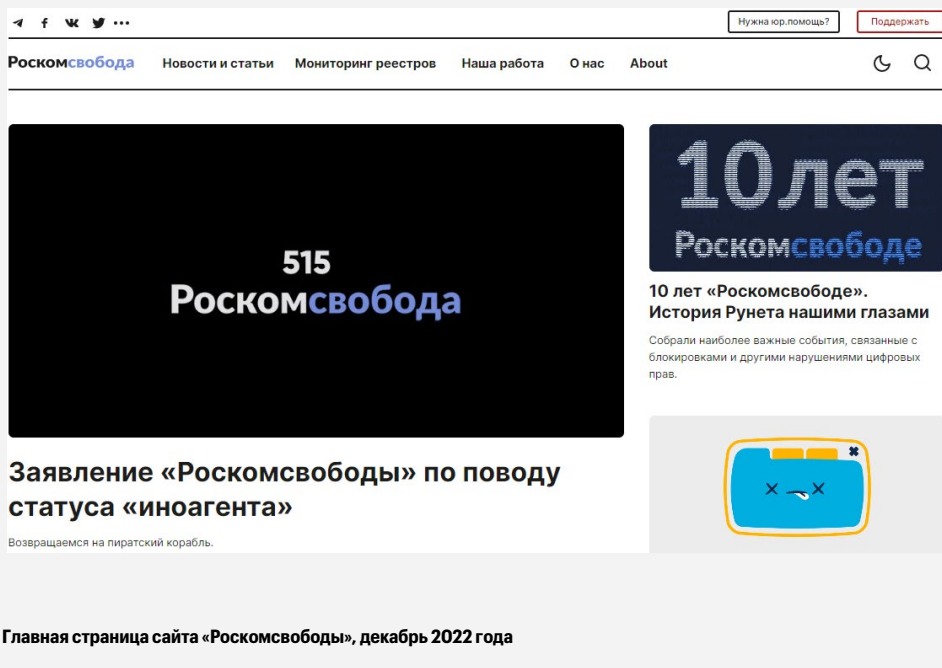 Нужна юр.помощь?
Поддержать
Роскомсвобода
Новости и статьи
Мониторинг реестров
Наша работа
О нас
About
515
Роскомсвобода
Заявление «Роскомсвободы» по поводу
статуса «иноагента»
Возвращаемся на пиратский корабль.
10 лет
Роскомсвободе
10 лет «Роскомсвободе».
История Рунета нашими глазами
Собрали наиболее важные события, связанные с
блокировками и другими нарушениями цифровых
прав.
Главная страница сайта «Роскомсвободы», декабрь 2022 года